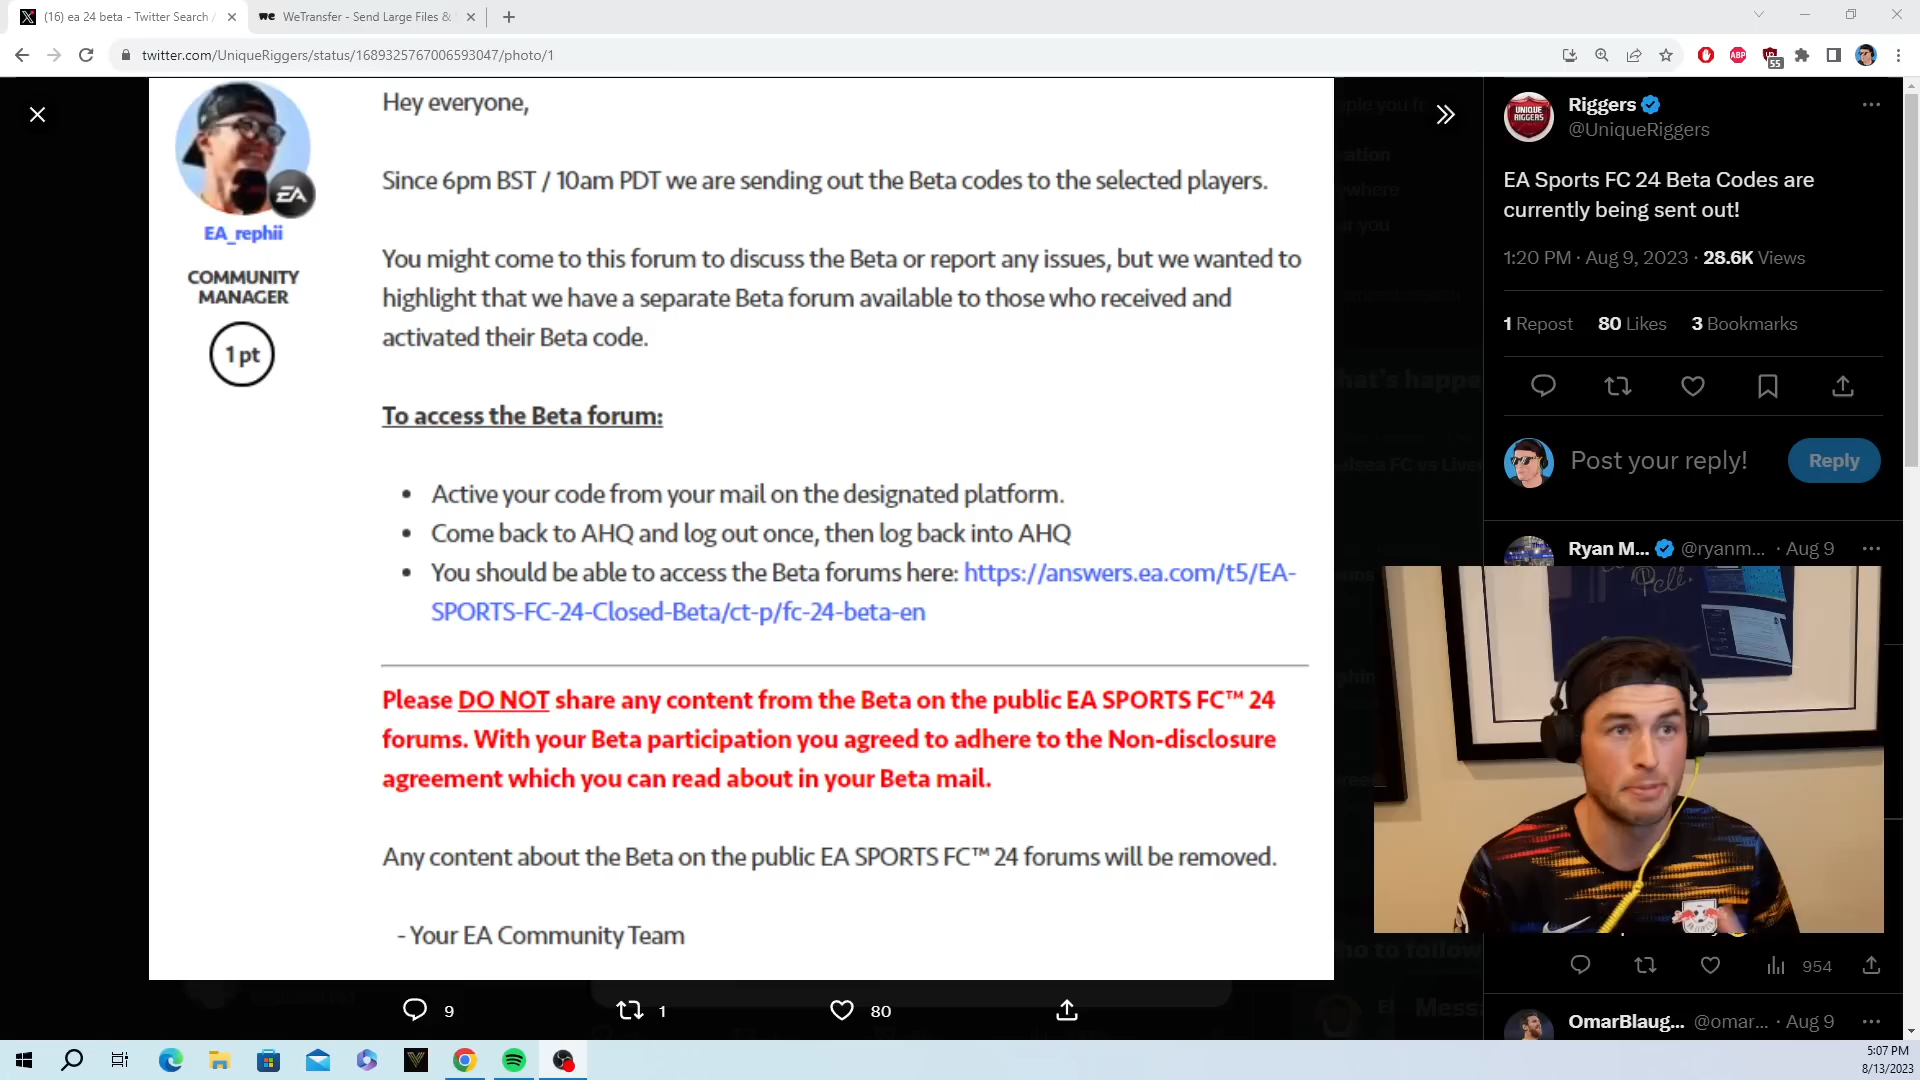 (16) ea 24 beta - Twitter Search /
WeTransfer - Send Large Files &
twitter.com/UniqueRiggers/status/1689325767006593047/photo/1
ABP
55
EA
EA_rephii
COMMUNITY
MANAGER
1 pt
Hey everyone,
Since 6pm BST / 10am PDT we are sending out the Beta codes to the selected players.
You might come to this forum to discuss the Beta or report any issues, but we wanted to
highlight that we have a separate Beta forum available to those who received and
activated their Beta code.
To access the Beta forum:
• Active your code from your mail on the designated platform.
• Come back to AHQ and log out once, then log back into AHQ
• You should be able to access the Beta forums here: https://answers.ea.com/t5/EA-
SPORTS-FC-24-Closed-Beta/ct-p/fc-24-beta-en
Please DO NOT share any content from the Beta on the public EA SPORTS FC™ 24
forums. With your Beta participation you agreed to adhere to the Non-disclosure
agreement which you can read about in your Beta mail.
Any content about the Beta on the public EA SPORTS FC™ 24 forums will be removed.
- Your EA Community Team
9
1
80
UNIQUE
RIGGERS
Riggers
@UniqueRiggers
EA Sports FC 24 Beta Codes are
currently being sent out!
1:20 PM · Aug 9, 2023 · 28.6K Views
1 Repost 80 Likes 3 Bookmarks
Post your reply!
Reply
Ryan M... @ryanm... · Aug 9
954
OmarBlaug... @omar... · Aug 9
5:07 PM
8/13/2023